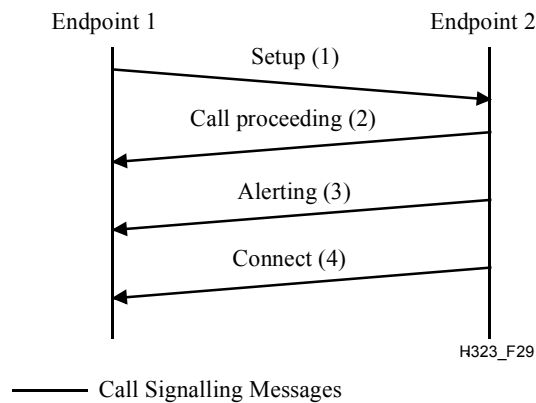 Endpoint 1
Endpoint 2
Setup (1)
Call proceeding (2)
Alerting (3)
Connect (4)
H323_F29
Call Signalling Messages